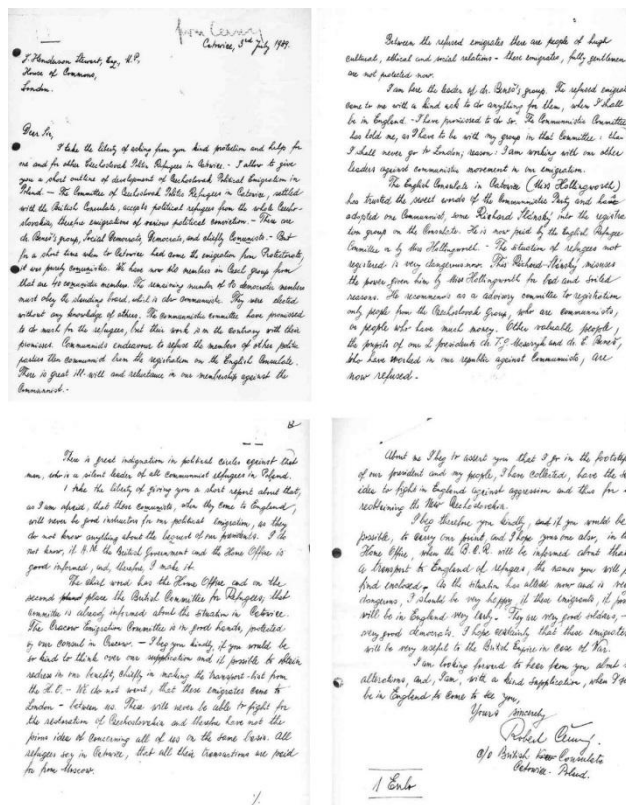 from Cerny
Catowice, 3rd July 1939.
J. Henderson Stewart, Esq., M.P.
House of Commons,
London.
Dear Sir,
I take the liberty of asking from you kind protection and helps for
me and for other Czechoslovak Politic Refugees in Catowice. - I allow to give
you a short outline of development of Czechoslovak Political Emigration in
Poland. - The Committee of Czechoslovak Politic Refugees in Catowice, settled
with the British Consulate, accepts political refugees from the whole Czecho-
slovakia, therefore emigrations of various political conviction. - There are
dr. Beneš's group, Social Democrats, Democrats, and chiefly Communists. - But
for a short time when to Catowice had come the emigration from Protectorate,
it was purely communistic. We have now the members in Czech group from
that are 40 communistic members. The remaining number of democratic members
must obey the standing board, which is also communistic. They were elected
without any knowledge of others. The communistic committee have promised
to do much for the refugees, but their work is on the contrary with their
promises. Communists endeavour to refuse the members of other politic
parties than communist from the registration on the English Consulate.
There is great ill-will and reluctance in our membership against the
Communist. -
Between the refused emigrates there are people of high
cultural, ethical and social relations - these emigrates, fully gentlemen
are not protected now.
I am here the leader of dr. Beneš's group. The refused emigrates
come to me with a kind ask to do anything for them, when I shall
be in England. - I have promissed to do so. The Communistic Committee
has told me, as I have to be with my group in that Committee: that
I shall never go to London; reason: I am working with our other
leaders against communistic movement in our emigration.
The English Consulate in Catowice (Miss Hollingworth)
has trusted the sweet words of the Communistic Party and have
adopted one Communist, some Richard Slinský into the registra-
tion group on the Consulate. He is now paid by the English Refugee
Committee or by Miss Hollingworth. - The situation of refugees not
registered is very dangerous now. This Richard Slinský misuses
the power given him by Miss Hollingworth for bad and soiled
reasons. He recommends as a advisory committee to registration
only people from the Czechoslovak Group, who are communists,
or people who have much money. Other valuable people,
the pupils of our 2 presidents dr. T.G. Masaryk and dr. E. Beneš,
who have worked in our republic against Communists, are
now refused.
There is great indignation in political circles against that
man, who is a silent leader of all communist refugees in Poland.
I take the liberty of giving you a short report about that,
as I am afraid, that these communists, when they come to England,
will never be good instructors for our political emigration, as they
do not know anything about the bequest of our presidents. I do
not know, if H.M. the British Government and the Home Office is
good informed, and, therefore, I make it.
The chief word has the Home Office and on the
second place the British Committee for Refugees; that
committee is already informed about the situation in Catowice.
The Cracow Emigration Committee is in good hands, protected
by our consul in Cracow. - I beg you kindly, if you would be
so kind to think over our supplication and if possible to obtain
redress in our benefit, chiefly in making the transport-list from
the H.O. - We do not want, that these emigrates come to
London - between us. These will never be able to fight for
the restoration of Czechoslovakia and therefore have not the
prime idea of concerning all of us on the same basis. All
refugees say in Catowice, that all their transactions are paid
for from Moscow.
./.
About me I beg to assert you that I go in the footsteps
of our president and my people, I have collected, have the
idea to fight in England against aggression and thus for
reobtaining the New Czechoslovakia.
I beg therefore you kindly, and if you would be
possible, to carry our point, and I hope your one also, in the
Home Office, when the B.C.R. will be informed about that
a transport to England of refugees, the names you will
find enclosed. As the situation has altered now and is very
dangerous, I should be very happy, if these emigrants, if possible
will be in England very early. They are very good soldiers, -
very good democrats, I hope certainly that these emigrates
will be very useful to the British Empire in case of War.
I am looking forward to hear from you about
alterations, and, I am, with a kind supplication, when I
be in England to come to see you,
Yours sincerely
Robert Cerny.
c/o British Consulate
Catowice - Poland.
1 Enlo